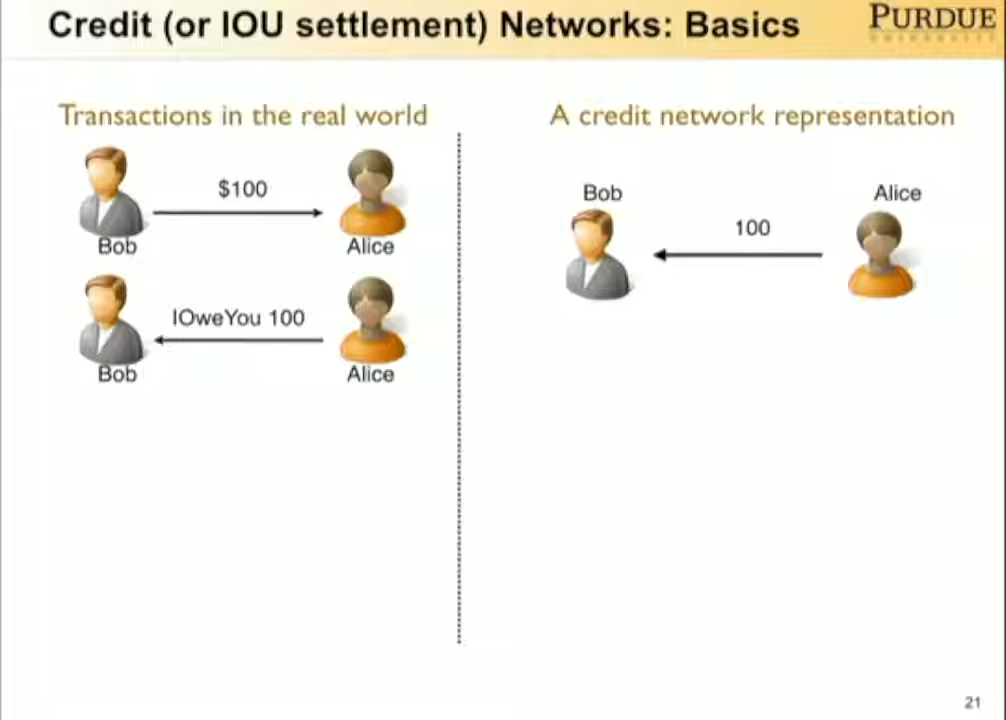 Credit (or IOU settlement) Networks: Basics
PURDUE
UNIVERSITY
Transactions in the real world
$100
Bob
Alice
IOweYou 100
Bob
Alice
A credit network representation
Bob
Alice
100
21